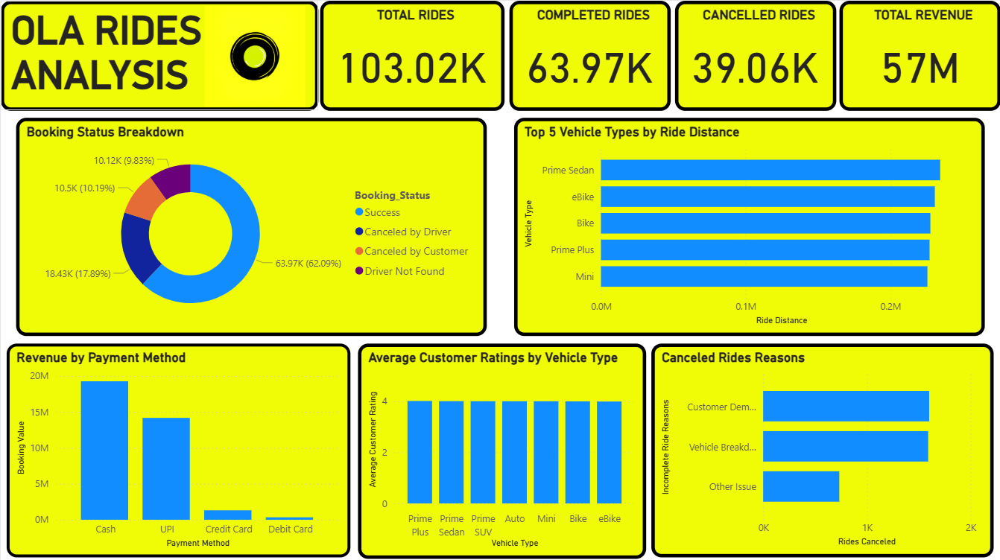 OLA RIDES
ANALYSIS
TOTAL RIDES
103.02K
COMPLETED RIDES
63.97K
CANCELLED RIDES
39.06K
TOTAL REVENUE
57M
Booking Status Breakdown
10.12K (9.83%)
10.5K (10.19%)
18.43K (17.89%)
63.97K (62.09%)
Booking_Status
Success
Canceled by Driver
Canceled by Customer
Driver Not Found
Top 5 Vehicle Types by Ride Distance
Vehicle Type
Prime Sedan
eBike
Bike
Prime Plus
Mini
0.0M 0.1M 0.2M
Ride Distance
Revenue by Payment Method
Booking Value
20M
15M
10M
5M
0M
Cash UPI Credit Card Debit Card
Payment Method
Average Customer Ratings by Vehicle Type
Average Customer Rating
4
2
0
Prime Prime Prime Auto Mini Bike eBike
Plus Sedan SUV
Vehicle Type
Canceled Rides Reasons
Incomplete Ride Reasons
Customer Dem...
Vehicle Breakd...
Other Issue
0K 1K 2K
Rides Canceled